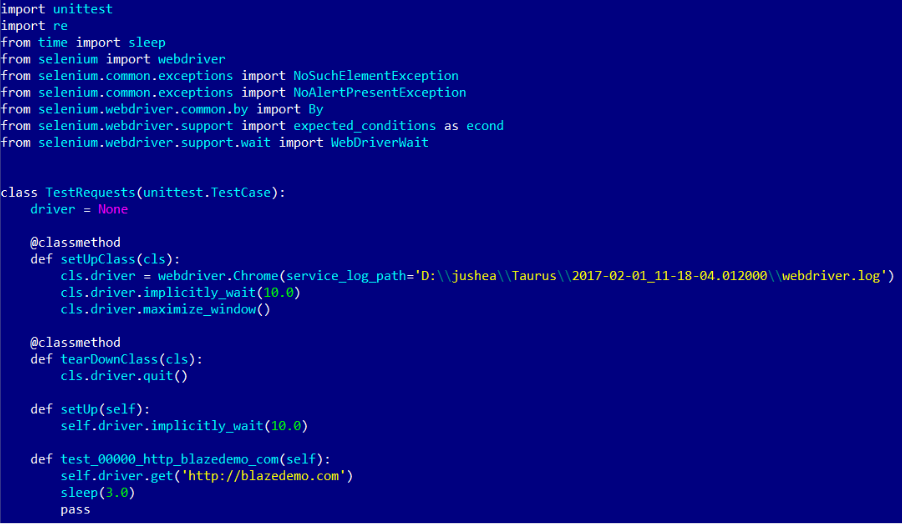 import unittest
import re
from time import sleep
from selenium import webdriver
from selenium.common.exceptions import NoSuchElementException
from selenium.common.exceptions import NoAlertPresentException
from selenium.webdriver.common.by import By
from selenium.webdriver.support import expected_conditions as econd
from selenium.webdriver.support.wait import WebDriverWait


class TestRequests(unittest.TestCase):
    driver = None

    @classmethod
    def setUpClass(cls):
        cls.driver = webdriver.Chrome(service_log_path='D:\\jushea\\Taurus\\2017-02-01_11-18-04.012000\\webdriver.log')
        cls.driver.implicitly_wait(10.0)
        cls.driver.maximize_window()

    @classmethod
    def tearDownClass(cls):
        cls.driver.quit()

    def setUp(self):
        self.driver.implicitly_wait(10.0)

    def test_00000_http_blazedemo_com(self):
        self.driver.get('http://blazedemo.com')
        sleep(3.0)
        pass